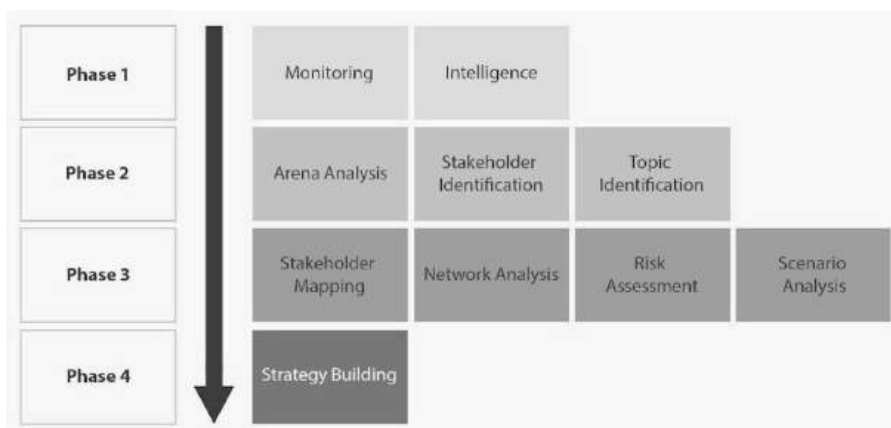 Phase 1
Monitoring
Intelligence
Phase 2
Arena Analysis
Stakeholder
Identification
Topic
Identification
Phase 3
Stakeholder
Mapping
Network Analysis
Risk
Assessment
Scenario
Analysis
Phase 4
Strategy Building